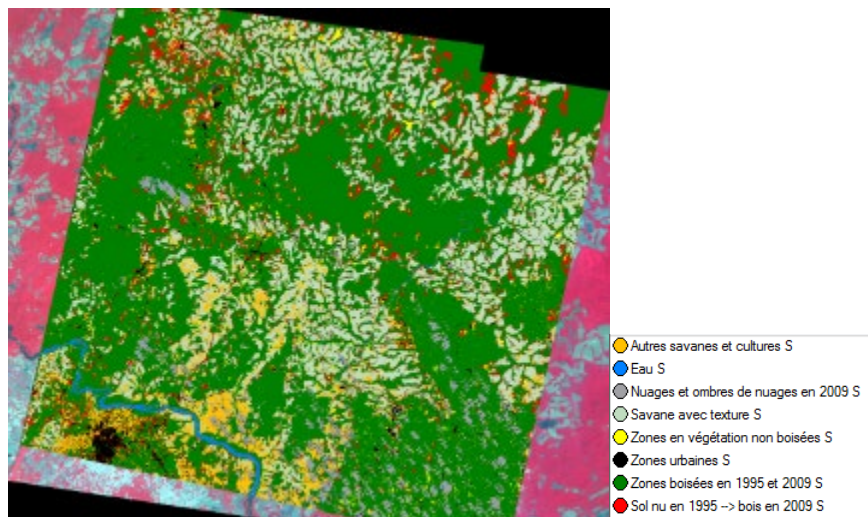 Autres savanes et cultures S
Eau S
Nuages et ombres de nuages en 2009 S
Savane avec texture S
Zones en végétation non boisées S
Zones urbaines S
Zones boisées en 1995 et 2009 S
Sol nu en 1995 --> bois en 2009 S